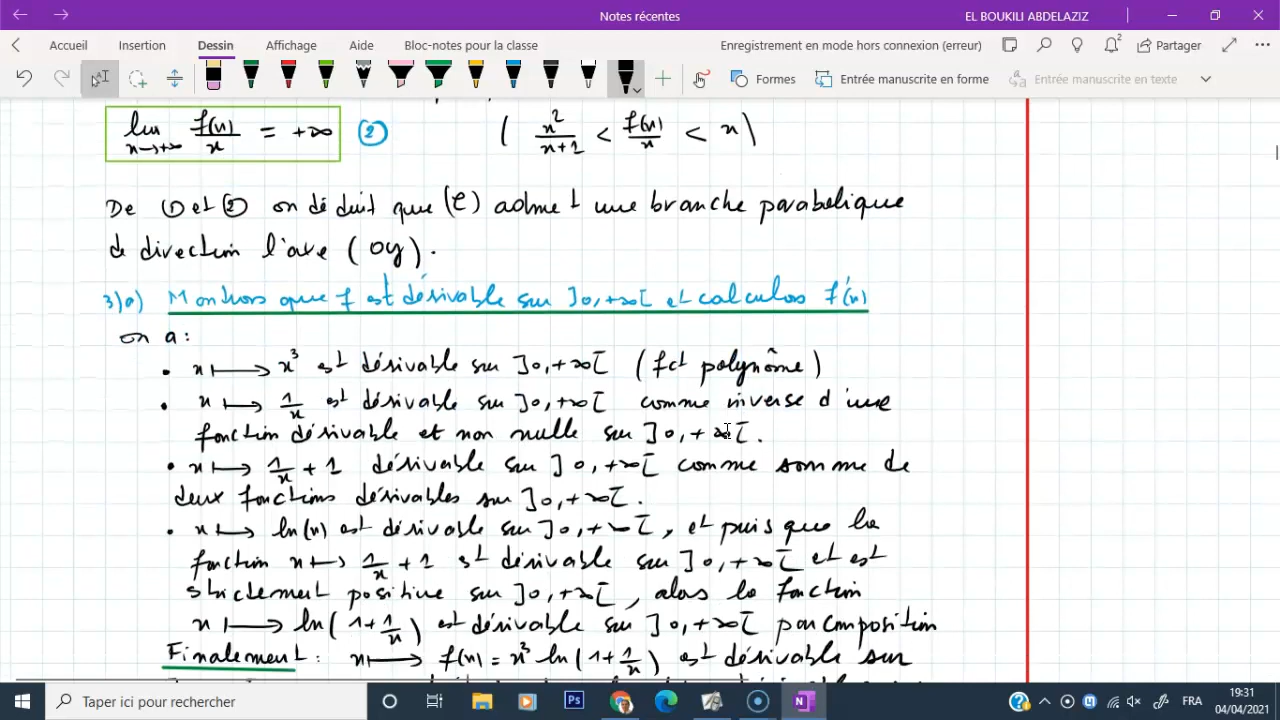 Notes récentes
EL BOUKILI ABDELAZIZ
Accueil Insertion Dessin Affichage Aide Bloc-notes pour la classe
Enregistrement en mode hors connexion (erreur) Partager
Formes Entrée manuscrite en forme Entrée manuscrite en texte
lim x→+∞ f(x)/x = +∞ ② ( x²/(x+1) < f(x)/x < x )
De ① et ② on déduit que (C) admet une branche parabolique
de direction l'axe (oy).
3)a) Montrons que f est dérivable sur ]0,+∞[ et calculons f'(x)
on a:
• x ⟼ x³ est dérivable sur ]0,+∞[ (fct polynôme)
• x ⟼ 1/x est dérivable sur ]0,+∞[ comme inverse d'une
fonction dérivable et non nulle sur ]0,+∞[.
• x ⟼ 1/x + 1 dérivable sur ]0,+∞[ comme somme de
deux fonctions dérivables sur ]0,+∞[.
• x ⟼ ln(x) est dérivable sur ]0,+∞[, et puis que la
fonction x ⟼ 1/x + 1 est dérivable sur ]0,+∞[ et est
strictement positive sur ]0,+∞[, alors la fonction
x ⟼ ln(1+1/x) est dérivable sur ]0,+∞[ par composition
Finalement: x ⟼ f(x) = x³ ln(1+1/x) est dérivable sur
Taper ici pour rechercher
FRA
19:31
04/04/2021